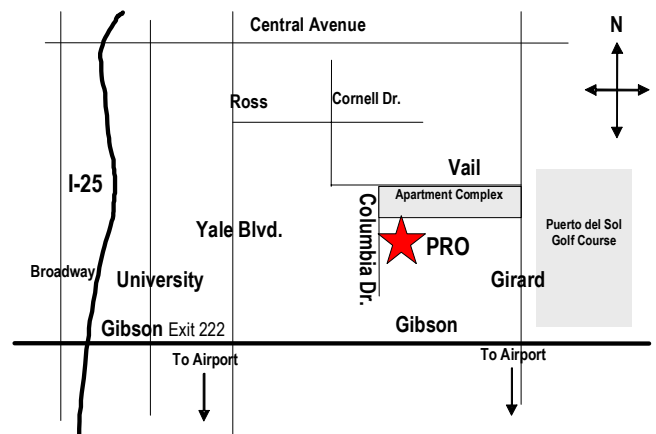 Central Avenue
N
Ross
Cornell Dr.
I-25
Vail
Apartment Complex
Columbia Dr.
Yale Blvd.
PRO
Puerto del Sol
Golf Course
Broadway
University
Girard
Gibson Exit 222
Gibson
To Airport
To Airport